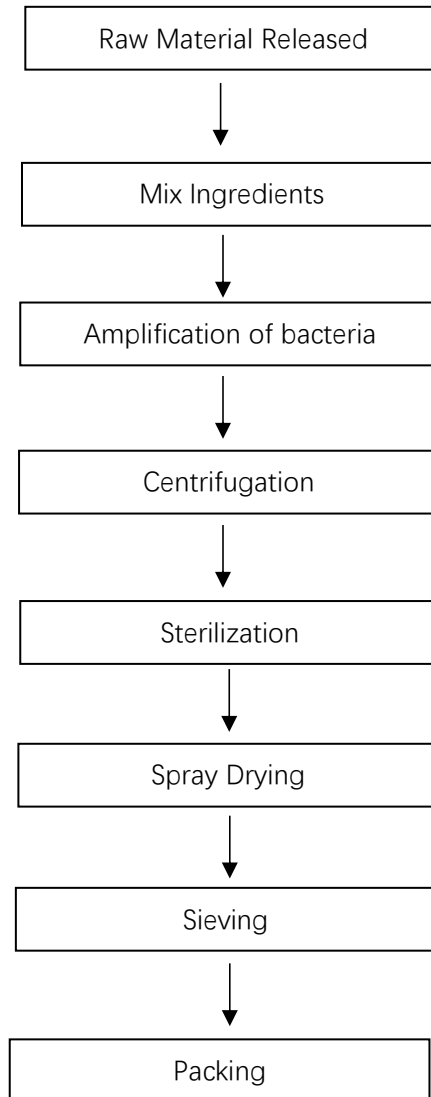 Raw Material Released
Mix Ingredients
Amplification of bacteria
Centrifugation
Sterilization
Spray Drying
Sieving
Packing